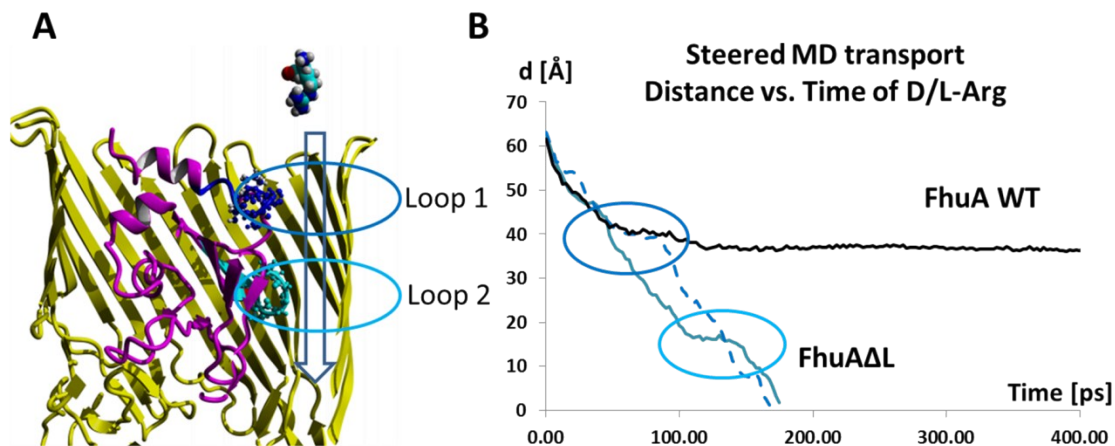 A
Loop 1
Loop 2
B
Steered MD transport
Distance vs. Time of D/L-Arg
d [Å]
70
60
50
40
30
20
10
0
FhuA WT
FhuAΔL
Time [ps]
0.00
100.00
200.00
300.00
400.00